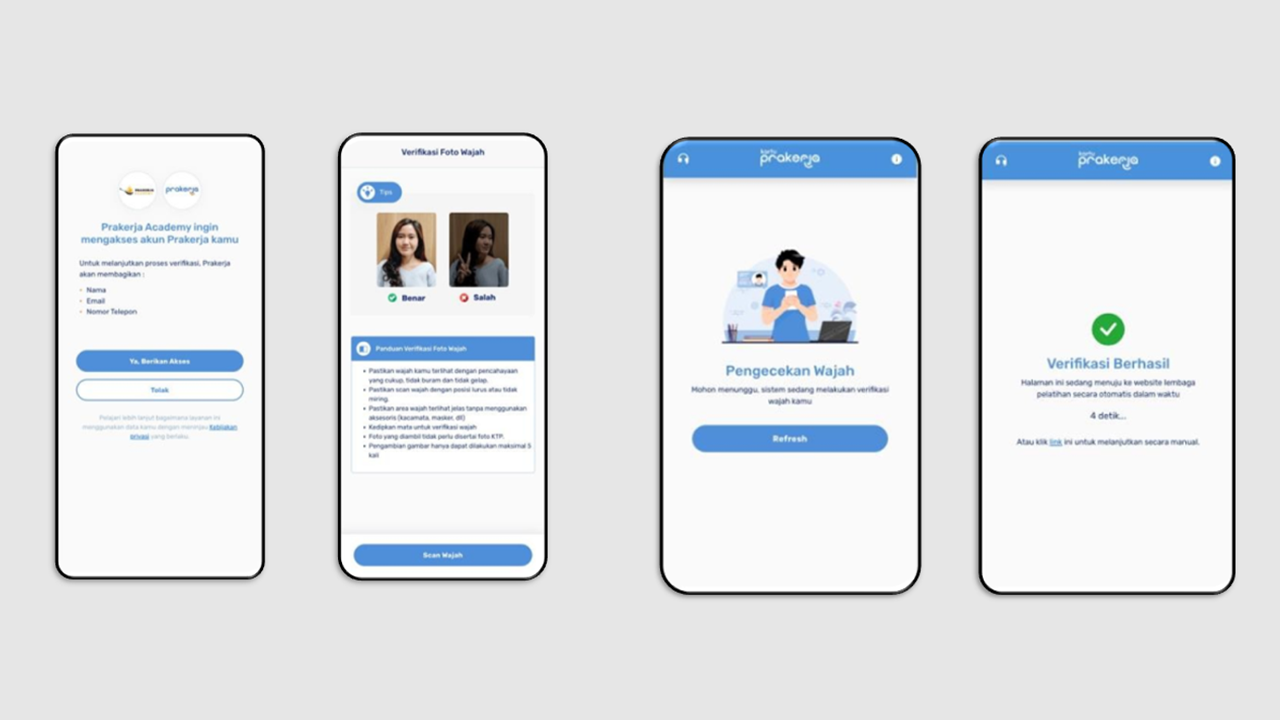 prakerja
Prakerja Academy ingin
mengakses akun Prakerja kamu
Untuk melanjutkan proses verifikasi, Prakerja
akan membagikan :
Nama
Email
Nomor Telepon
Ya, Berikan Akses
Tolak
Pelajari lebih lanjut bagaimana layanan ini
menggunakan data kamu dengan meninjau Kebijakan
privasi yang berlaku.
Verifikasi Foto Wajah
Tips
Benar
Salah
Panduan Verifikasi Foto Wajah
Pastikan wajah kamu terlihat dengan pencahayaan
yang cukup, tidak buram dan tidak gelap.
Pastikan scan wajah dengan posisi lurus atau tidak
miring.
Pastikan area wajah terlihat jelas tanpa menggunakan
aksesoris (kacamata, masker, dll)
Kedipkan mata untuk verifikasi wajah
Foto yang diambil tidak perlu disertai foto KTP.
Pengambian gambar hanya dapat dilakukan maksimal 5
kali
Scan Wajah
kartu
prakerja
Pengecekan Wajah
Mohon menunggu, sistem sedang melakukan verifikasi
wajah kamu
Refresh
kartu
prakerja
Verifikasi Berhasil
Halaman ini sedang menuju ke website lembaga
pelatihan secara otomatis dalam waktu
4 detik...
Atau klik link ini untuk melanjutkan secara manual.